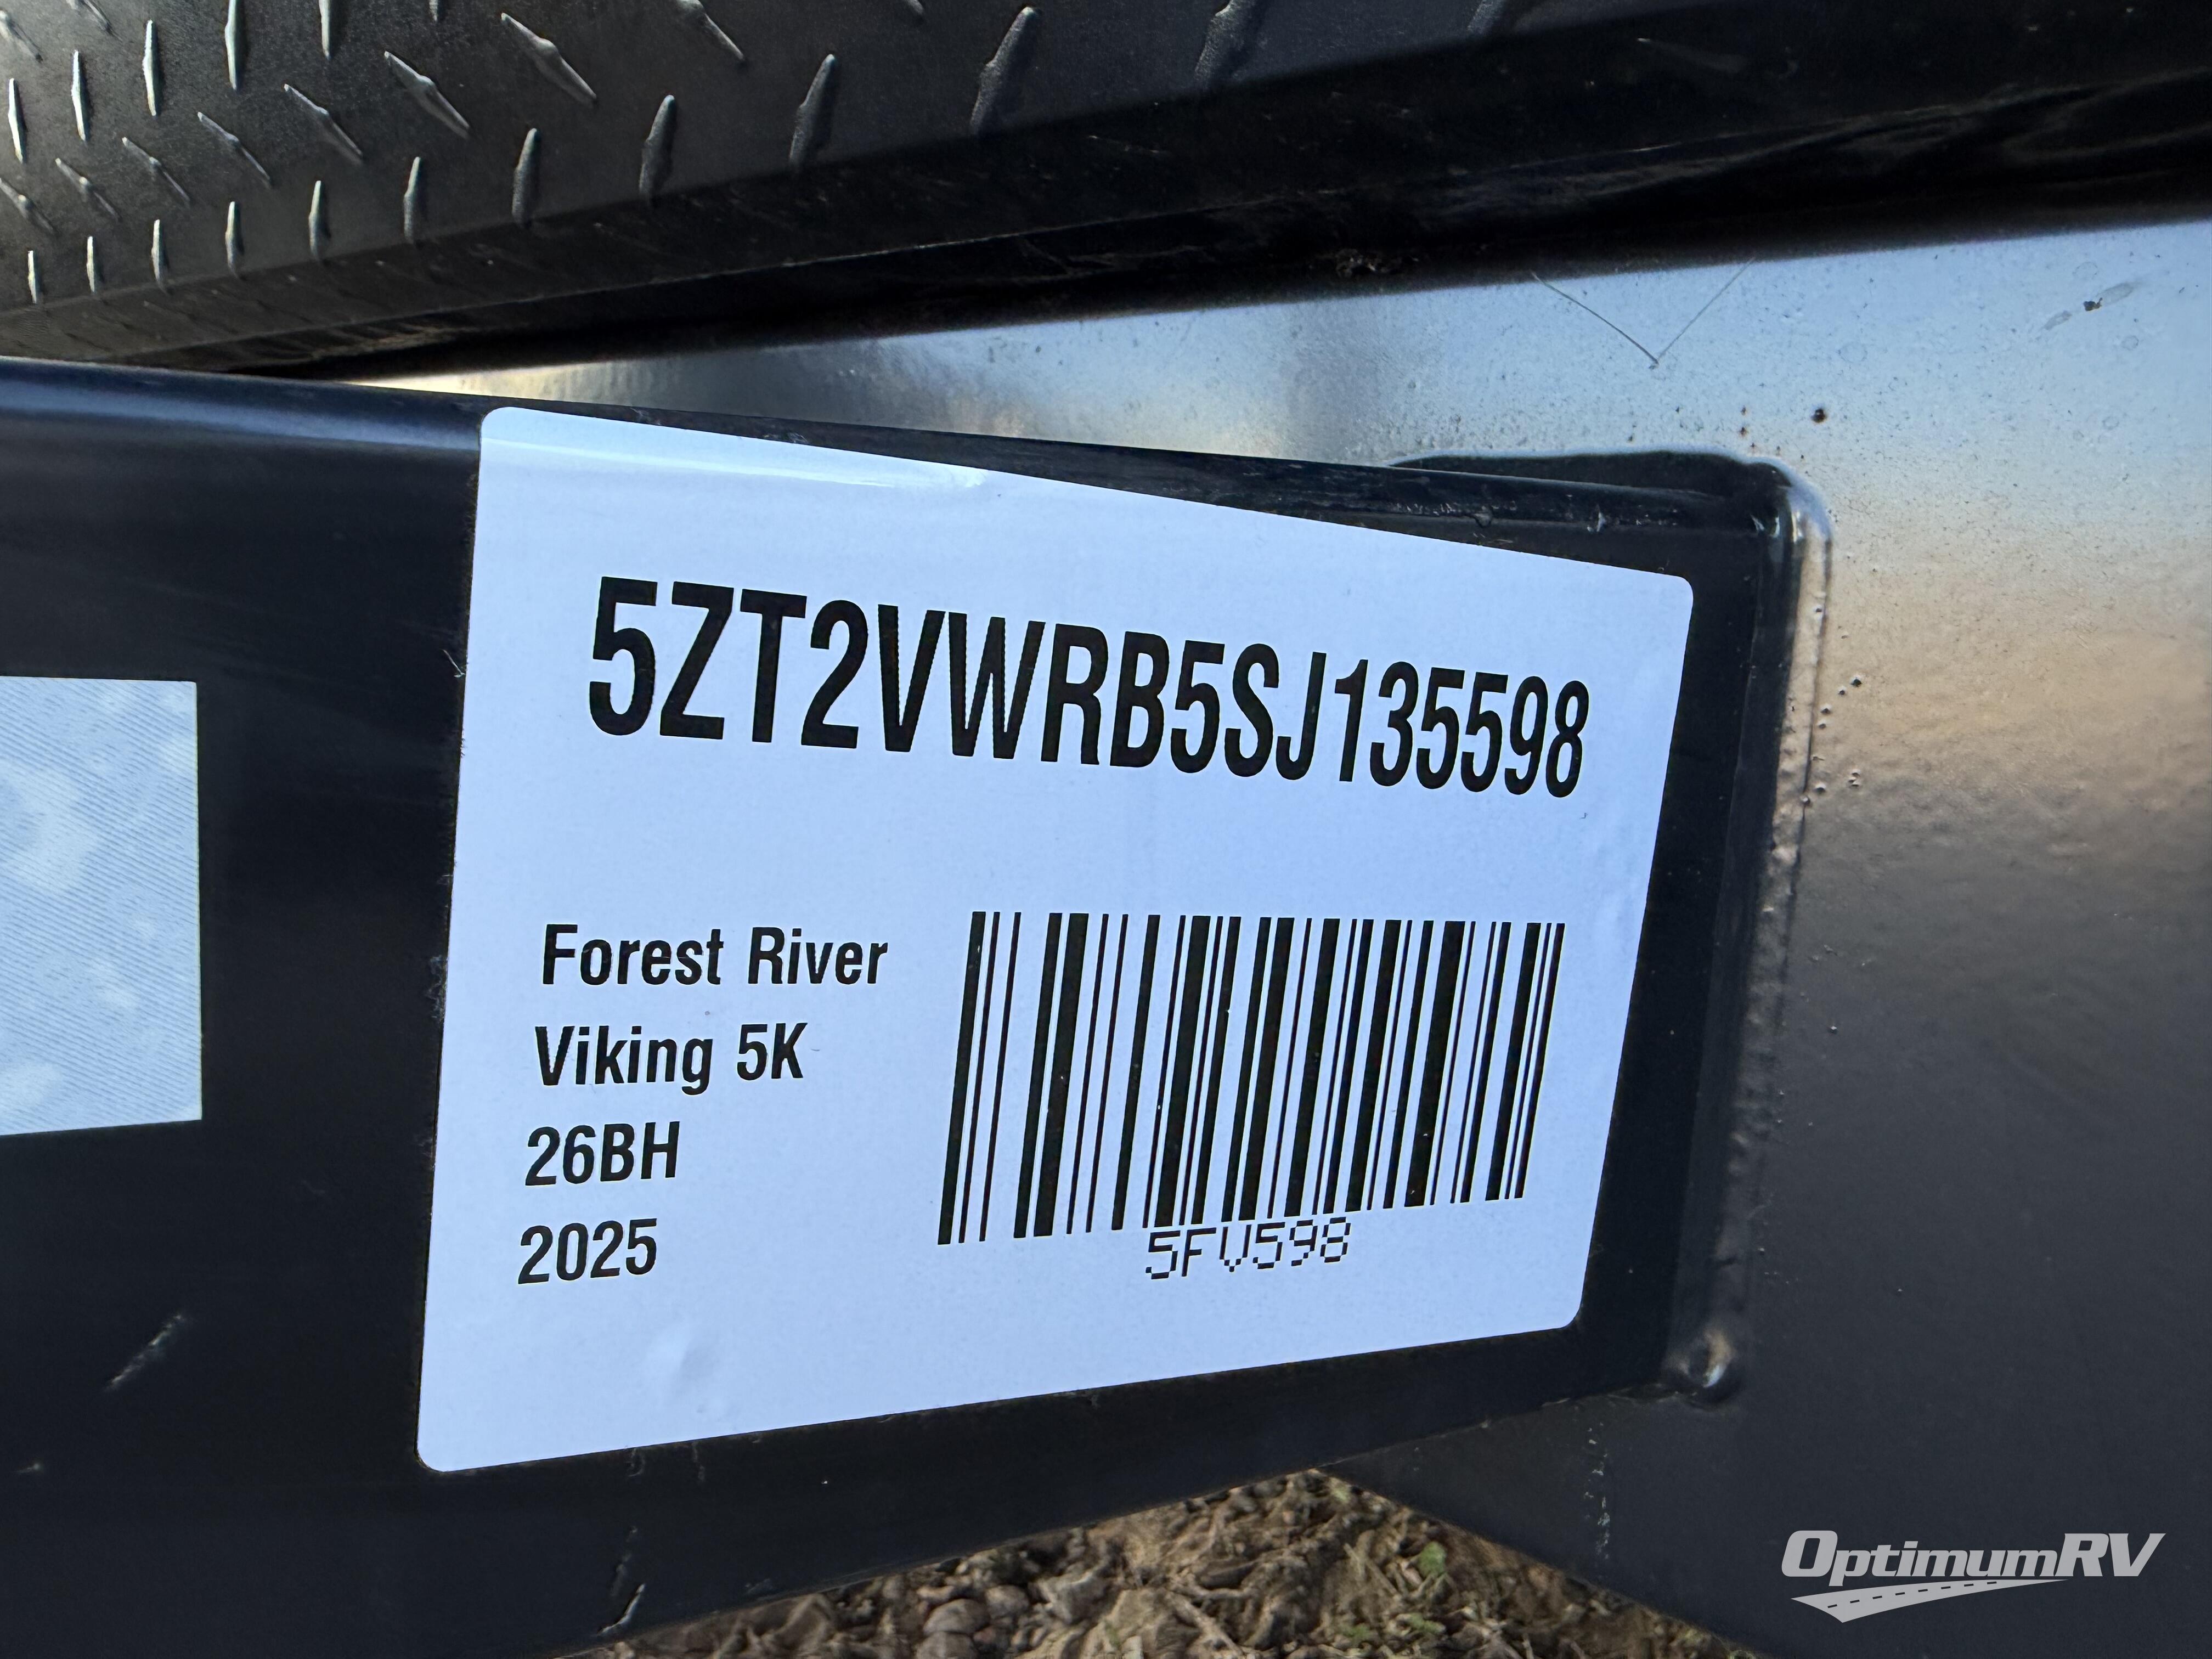 5ZT2VWRB5SJ135598
Forest River
Viking 5K
26BH
2025
5FV598
OptimumRV